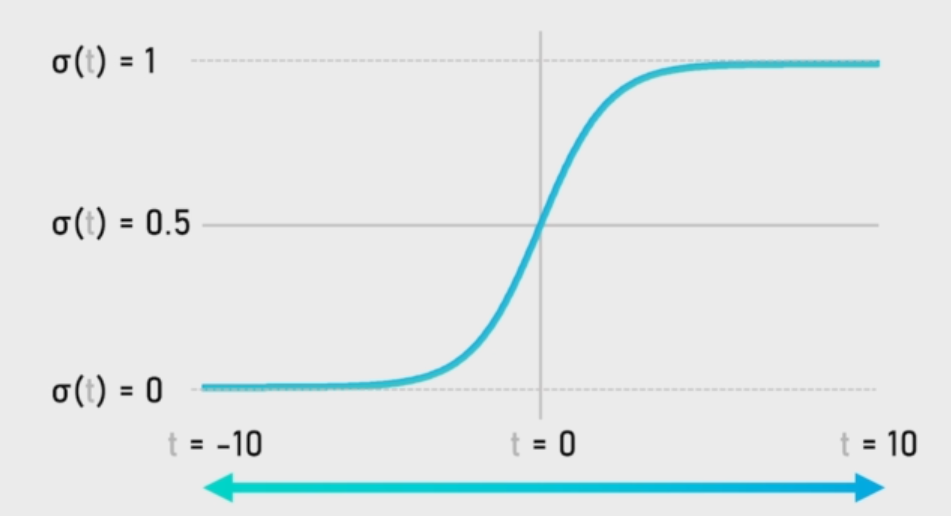 σ(t) = 1
σ(t) = 0.5
σ(t) = 0
t = -10 t = 0 t = 10